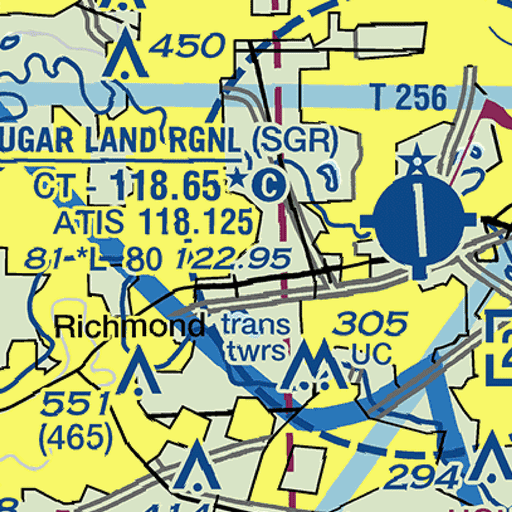 450
T 256
UGAR LAND RGNL (SGR)
CT - 118.65 * C
ATIS 118.125
81 *L 80 122.95
Richmond
trans
twrs
305
UC
551
(465)
294
2